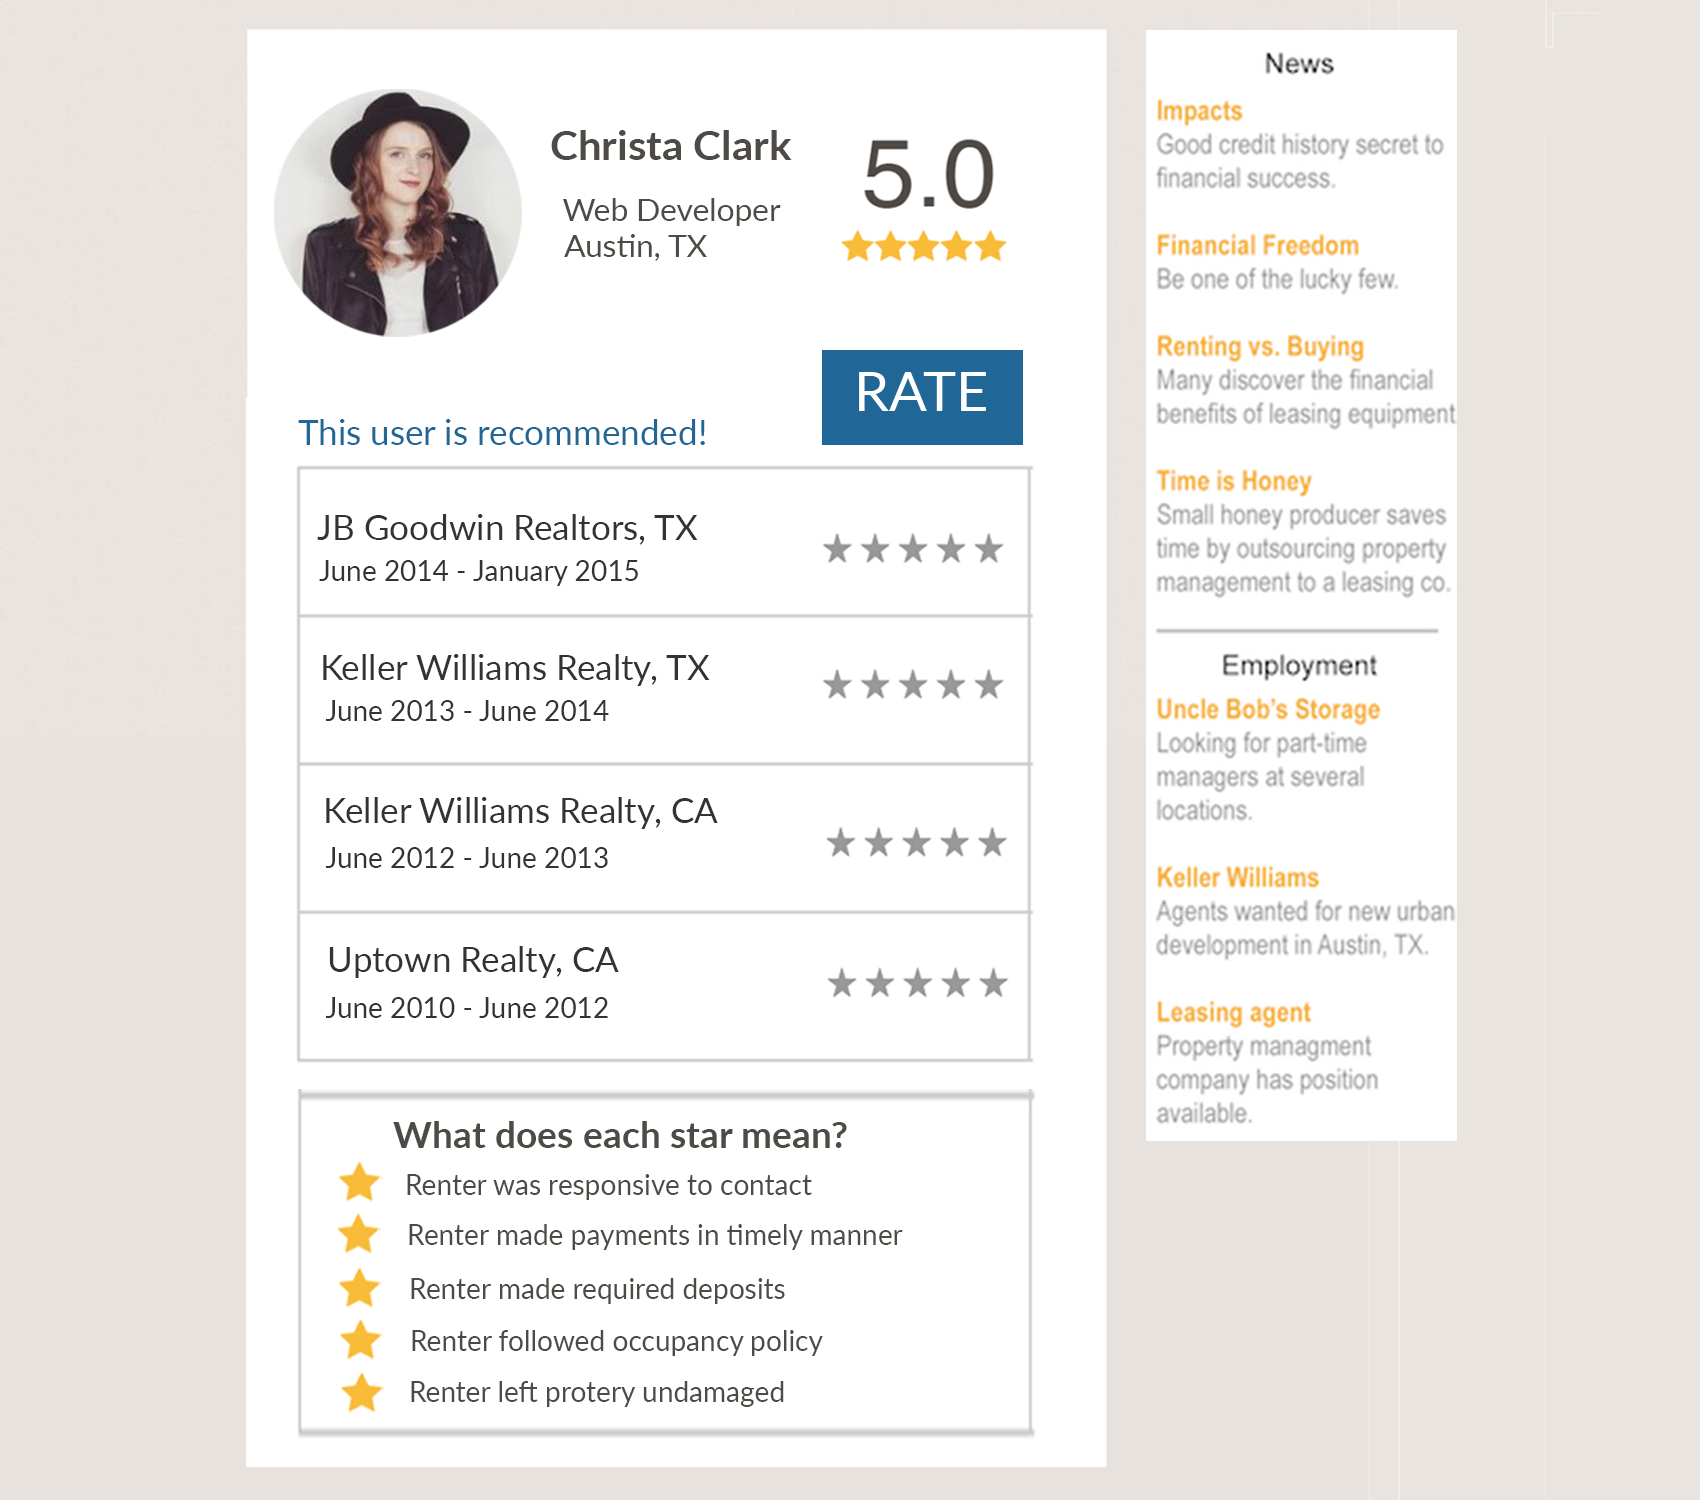 Christa Clark
Web Developer
Austin, TX
5.0
RATE
This user is recommended!
JB Goodwin Realtors, TX
June 2014 - January 2015
Keller Williams Realty, TX
June 2013 - June 2014
Keller Williams Realty, CA
June 2012 - June 2013
Uptown Realty, CA
June 2010 - June 2012
What does each star mean?
Renter was responsive to contact
Renter made payments in timely manner
Renter made required deposits
Renter followed occupancy policy
Renter left protery undamaged
News
Impacts
Good credit history secret to
financial success.
Financial Freedom
Be one of the lucky few.
Renting vs. Buying
Many discover the financial
benefits of leasing equipment
Time is Honey
Small honey producer saves
time by outsourcing property
management to a leasing co.
Employment
Uncle Bob's Storage
Looking for part-time
managers at several
locations.
Keller Williams
Agents wanted for new urban
development in Austin, TX.
Leasing agent
Property managment
company has position
available.